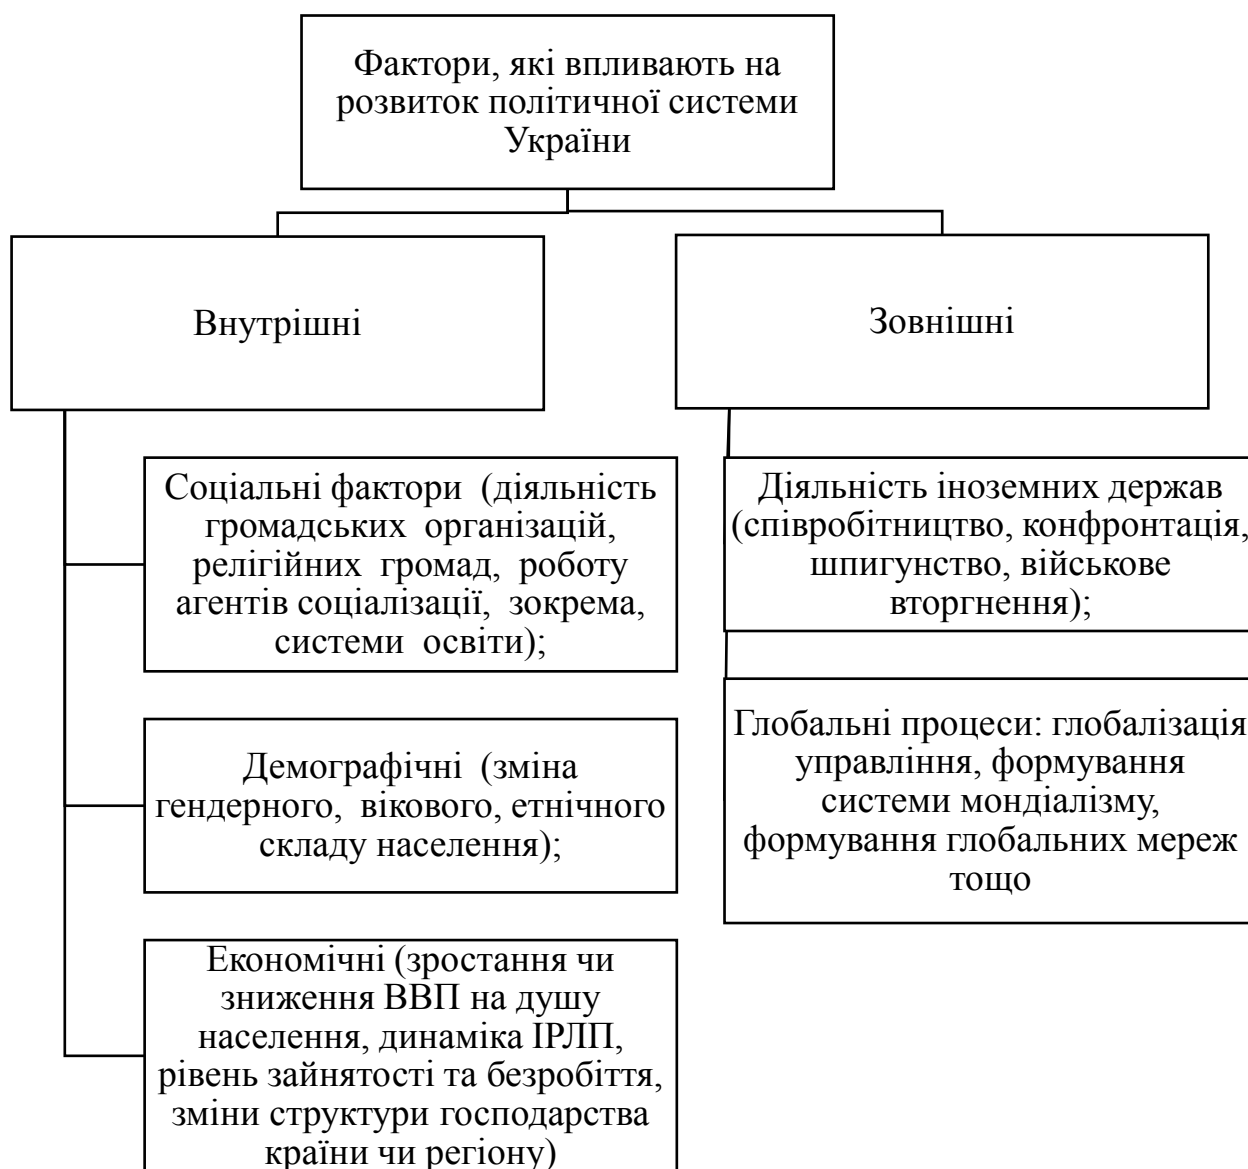 Фактори, які впливають на
розвиток політичної системи
України
Внутрішні
Соціальні фактори (діяльність
громадських організацій,
релігійних громад, роботу
агентів соціалізації, зокрема,
системи освіти);
Демографічні (зміна
гендерного, вікового, етнічного
складу населення);
Економічні (зростання чи
зниження ВВП на душу
населення, динаміка ІРЛП,
рівень зайнятості та безробіття,
зміни структури господарства
країни чи регіону)
Зовнішні
Діяльність іноземних держав
(співробітництво, конфронтація,
шпигунство, військове
вторгнення);
Глобальні процеси: глобалізація
управління, формування
системи мондіалізму,
формування глобальних мереж
тощо